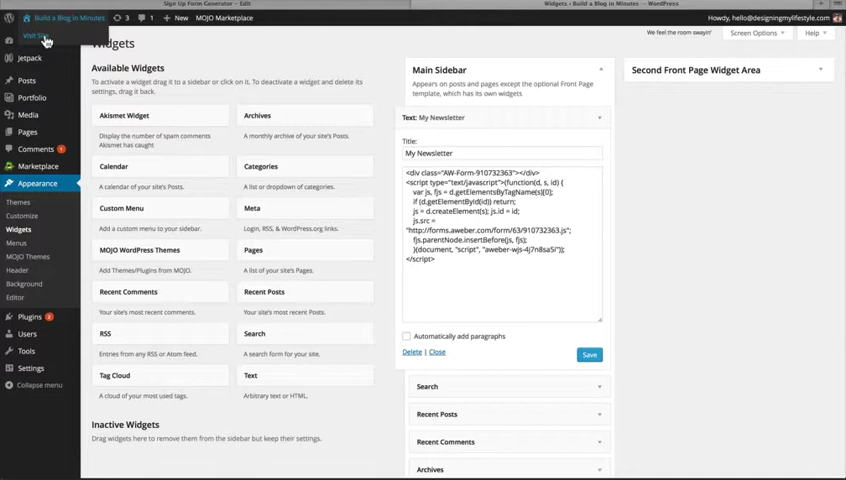 Sign Up Form Generator – Edit
Widgets ‹ Build a Blog in Minutes — WordPress
Build a Blog in Minutes 3 1 + New MOJO Marketplace
Howdy, hello@designingmylifestyle.com
Visit Site
We feel the room swayin'
Screen Options
Help
Widgets
Jetpack
Posts
Portfolio
Media
Pages
Comments 1
Marketplace
Appearance
Themes
Customize
Widgets
Menus
MOJO Themes
Header
Background
Editor
Plugins 2
Users
Tools
Settings
Collapse menu
Available Widgets
To activate a widget drag it to a sidebar or click on it. To deactivate a widget and delete its
settings, drag it back.
Akismet Widget
Display the number of spam comments
Akismet has caught
Archives
A monthly archive of your site's Posts.
Calendar
A calendar of your site's Posts.
Categories
A list or dropdown of categories.
Custom Menu
Add a custom menu to your sidebar.
Meta
Login, RSS, & WordPress.org links.
MOJO WordPress Themes
Add Themes/Plugins from MOJO.
Pages
A list of your site's Pages.
Recent Comments
Your site's most recent comments.
Recent Posts
Your site's most recent Posts.
RSS
Entries from any RSS or Atom feed.
Search
A search form for your site.
Tag Cloud
A cloud of your most used tags.
Text
Arbitrary text or HTML.
Inactive Widgets
Drag widgets here to remove them from the sidebar but keep their settings.
Main Sidebar
Appears on posts and pages except the optional Front Page
template, which has its own widgets
Text: My Newsletter
Title:
My Newsletter
<div class="AW-Form-910732363"></div>
<script type="text/javascript">(function(d, s, id) {
var js, fjs = d.getElementsByTagName(s)[0];
if (d.getElementById(id)) return;
js = d.createElement(s); js.id = id;
js.src =
"http://forms.aweber.com/form/63/910732363.js";
fjs.parentNode.insertBefore(js, fjs);
}(document, "script", "aweber-wjs-4j7n8sa5i"));
</script>
Automatically add paragraphs
Delete | Close
Save
Search
Recent Posts
Recent Comments
Archives
Second Front Page Widget Area